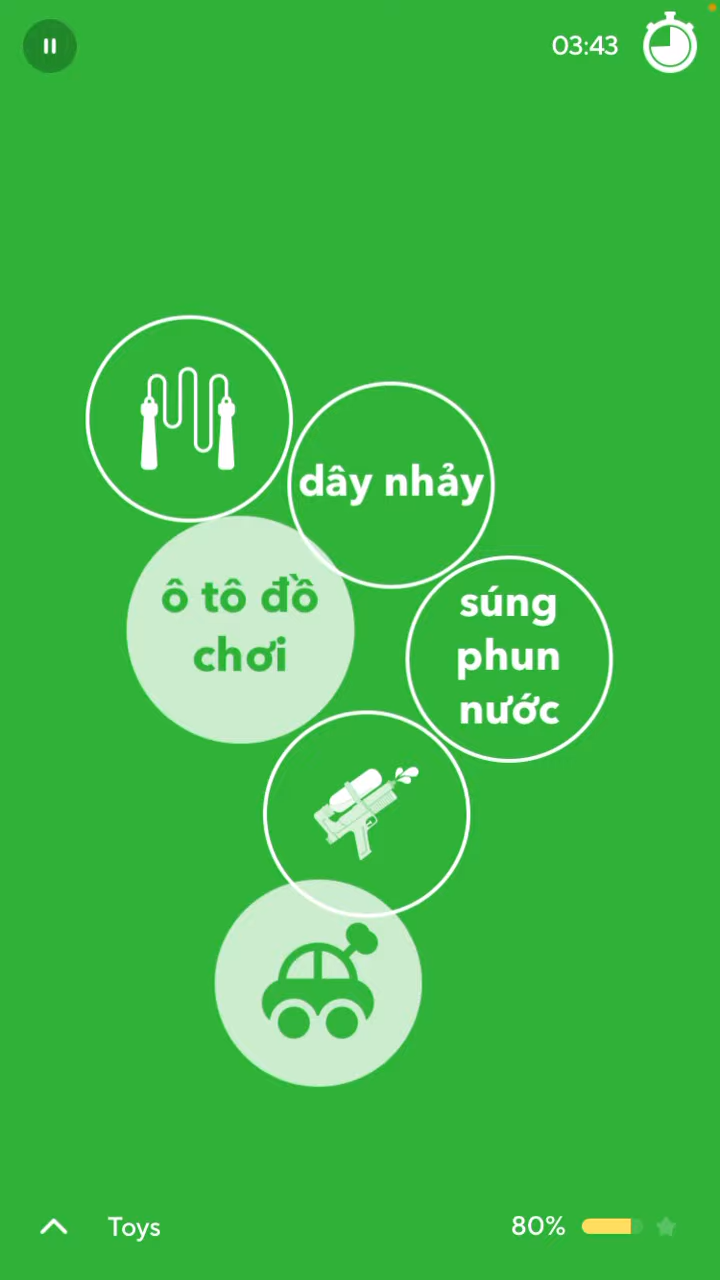 03:43
dây nhảy
ô tô đồ
chơi
súng
phun
nước
Toys
80%